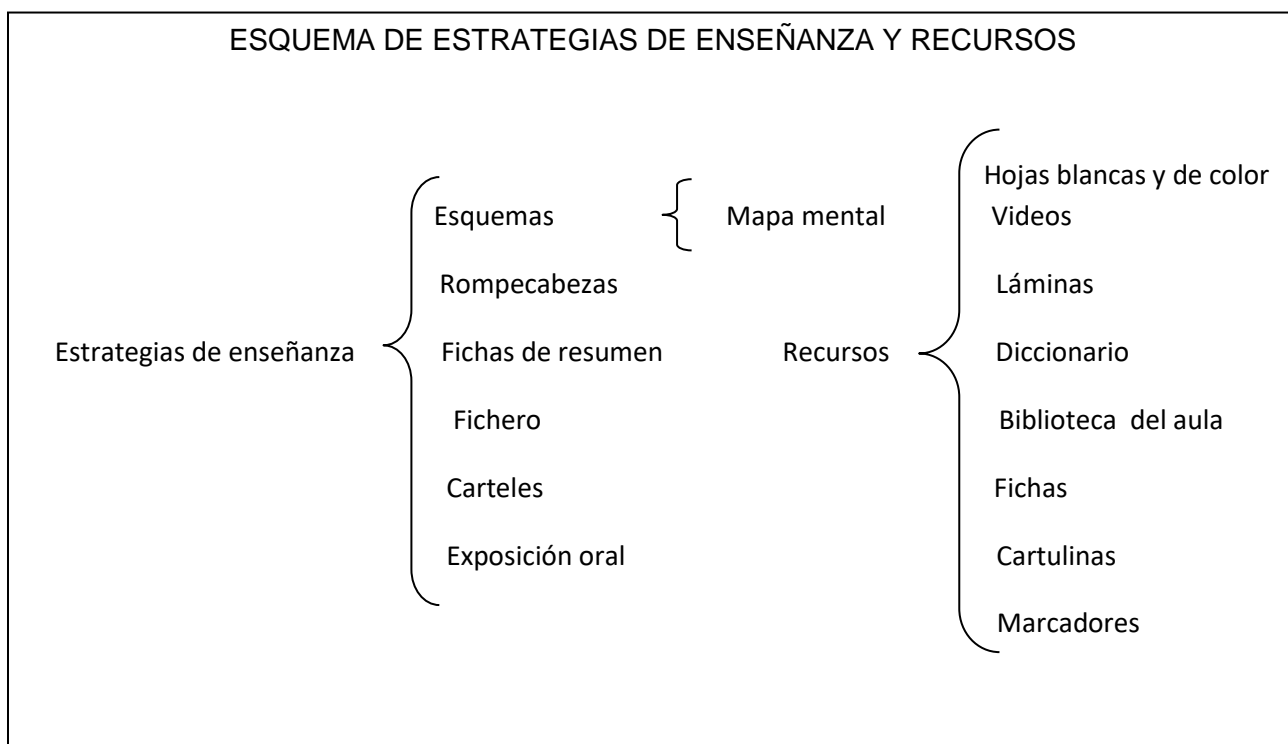 ESQUEMA DE ESTRATEGIAS DE ENSEÑANZA Y RECURSOS
Estrategias de enseñanza
Esquemas
Mapa mental
Rompecabezas
Fichas de resumen
Fichero
Carteles
Exposición oral
Recursos
Hojas blancas y de color
Videos
Láminas
Diccionario
Biblioteca del aula
Fichas
Cartulinas
Marcadores